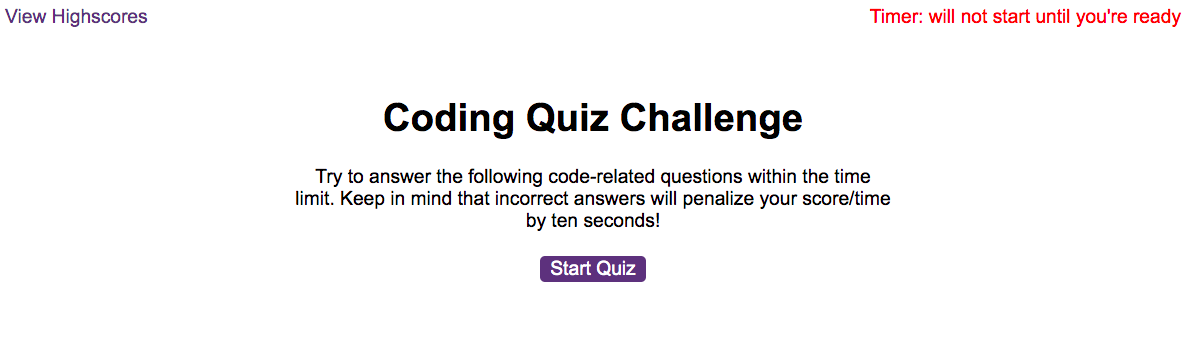 View Highscores
Timer: will not start until you're ready
Coding Quiz Challenge
Try to answer the following code-related questions within the time
limit. Keep in mind that incorrect answers will penalize your score/time
by ten seconds!
Start Quiz